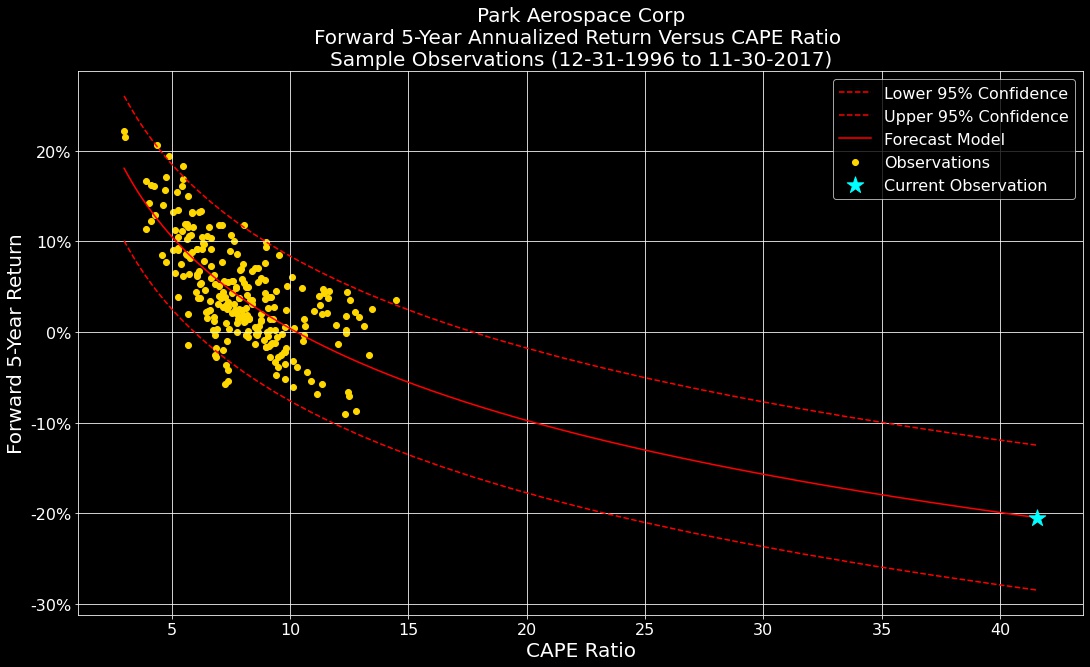 Park Aerospace Corp
Forward 5-Year Annualized Return Versus CAPE Ratio
Sample Observations (12-31-1996 to 11-30-2017)
Lower 95% Confidence
Upper 95% Confidence
Forecast Model
Observations
Current Observation
Forward 5-Year Return
20%
10%
0%
-10%
-20%
-30%
5 10 15 20 25 30 35 40
CAPE Ratio